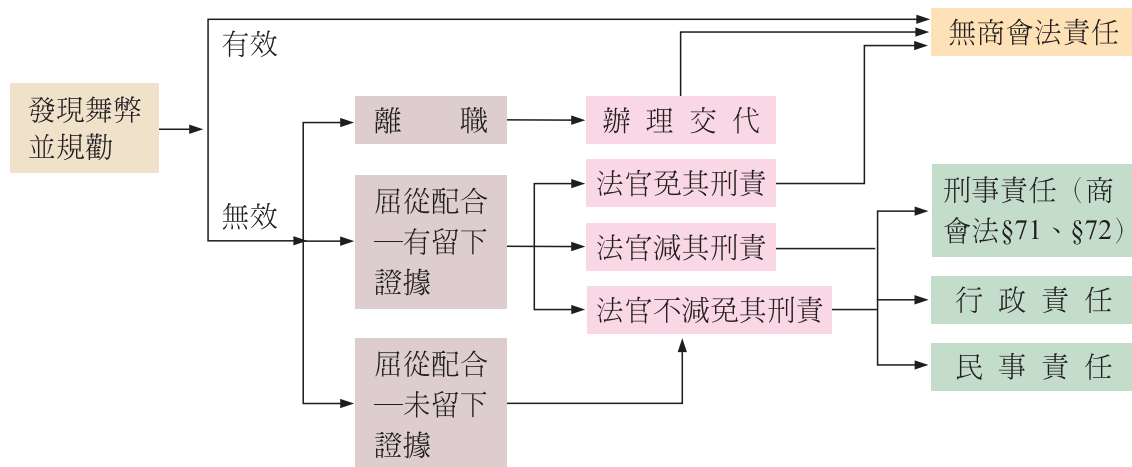 有效
無商會法責任
發現舞弊
並規勸
離職
辦理交代
無效
屈從配合
—有留下
證據
法官免其刑責
法官減其刑責
法官不減免其刑責
刑事責任（商
會法§71、§72）
行政責任
民事責任
屈從配合
—未留下
證據